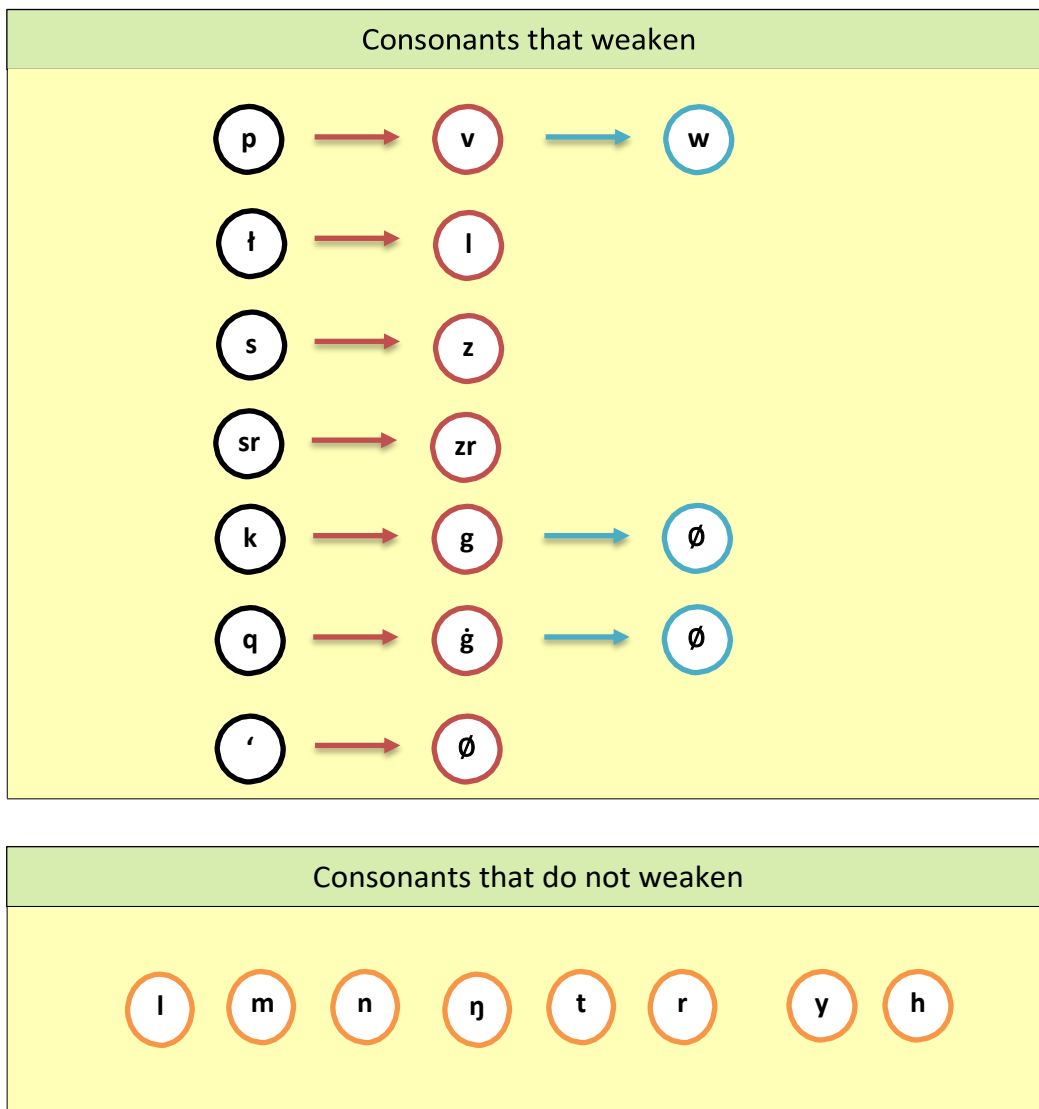 Consonants that weaken
p v w
ł l
s z
sr zr
k g Ø
q ġ Ø
‘ Ø
Consonants that do not weaken
l m n ŋ t r y h